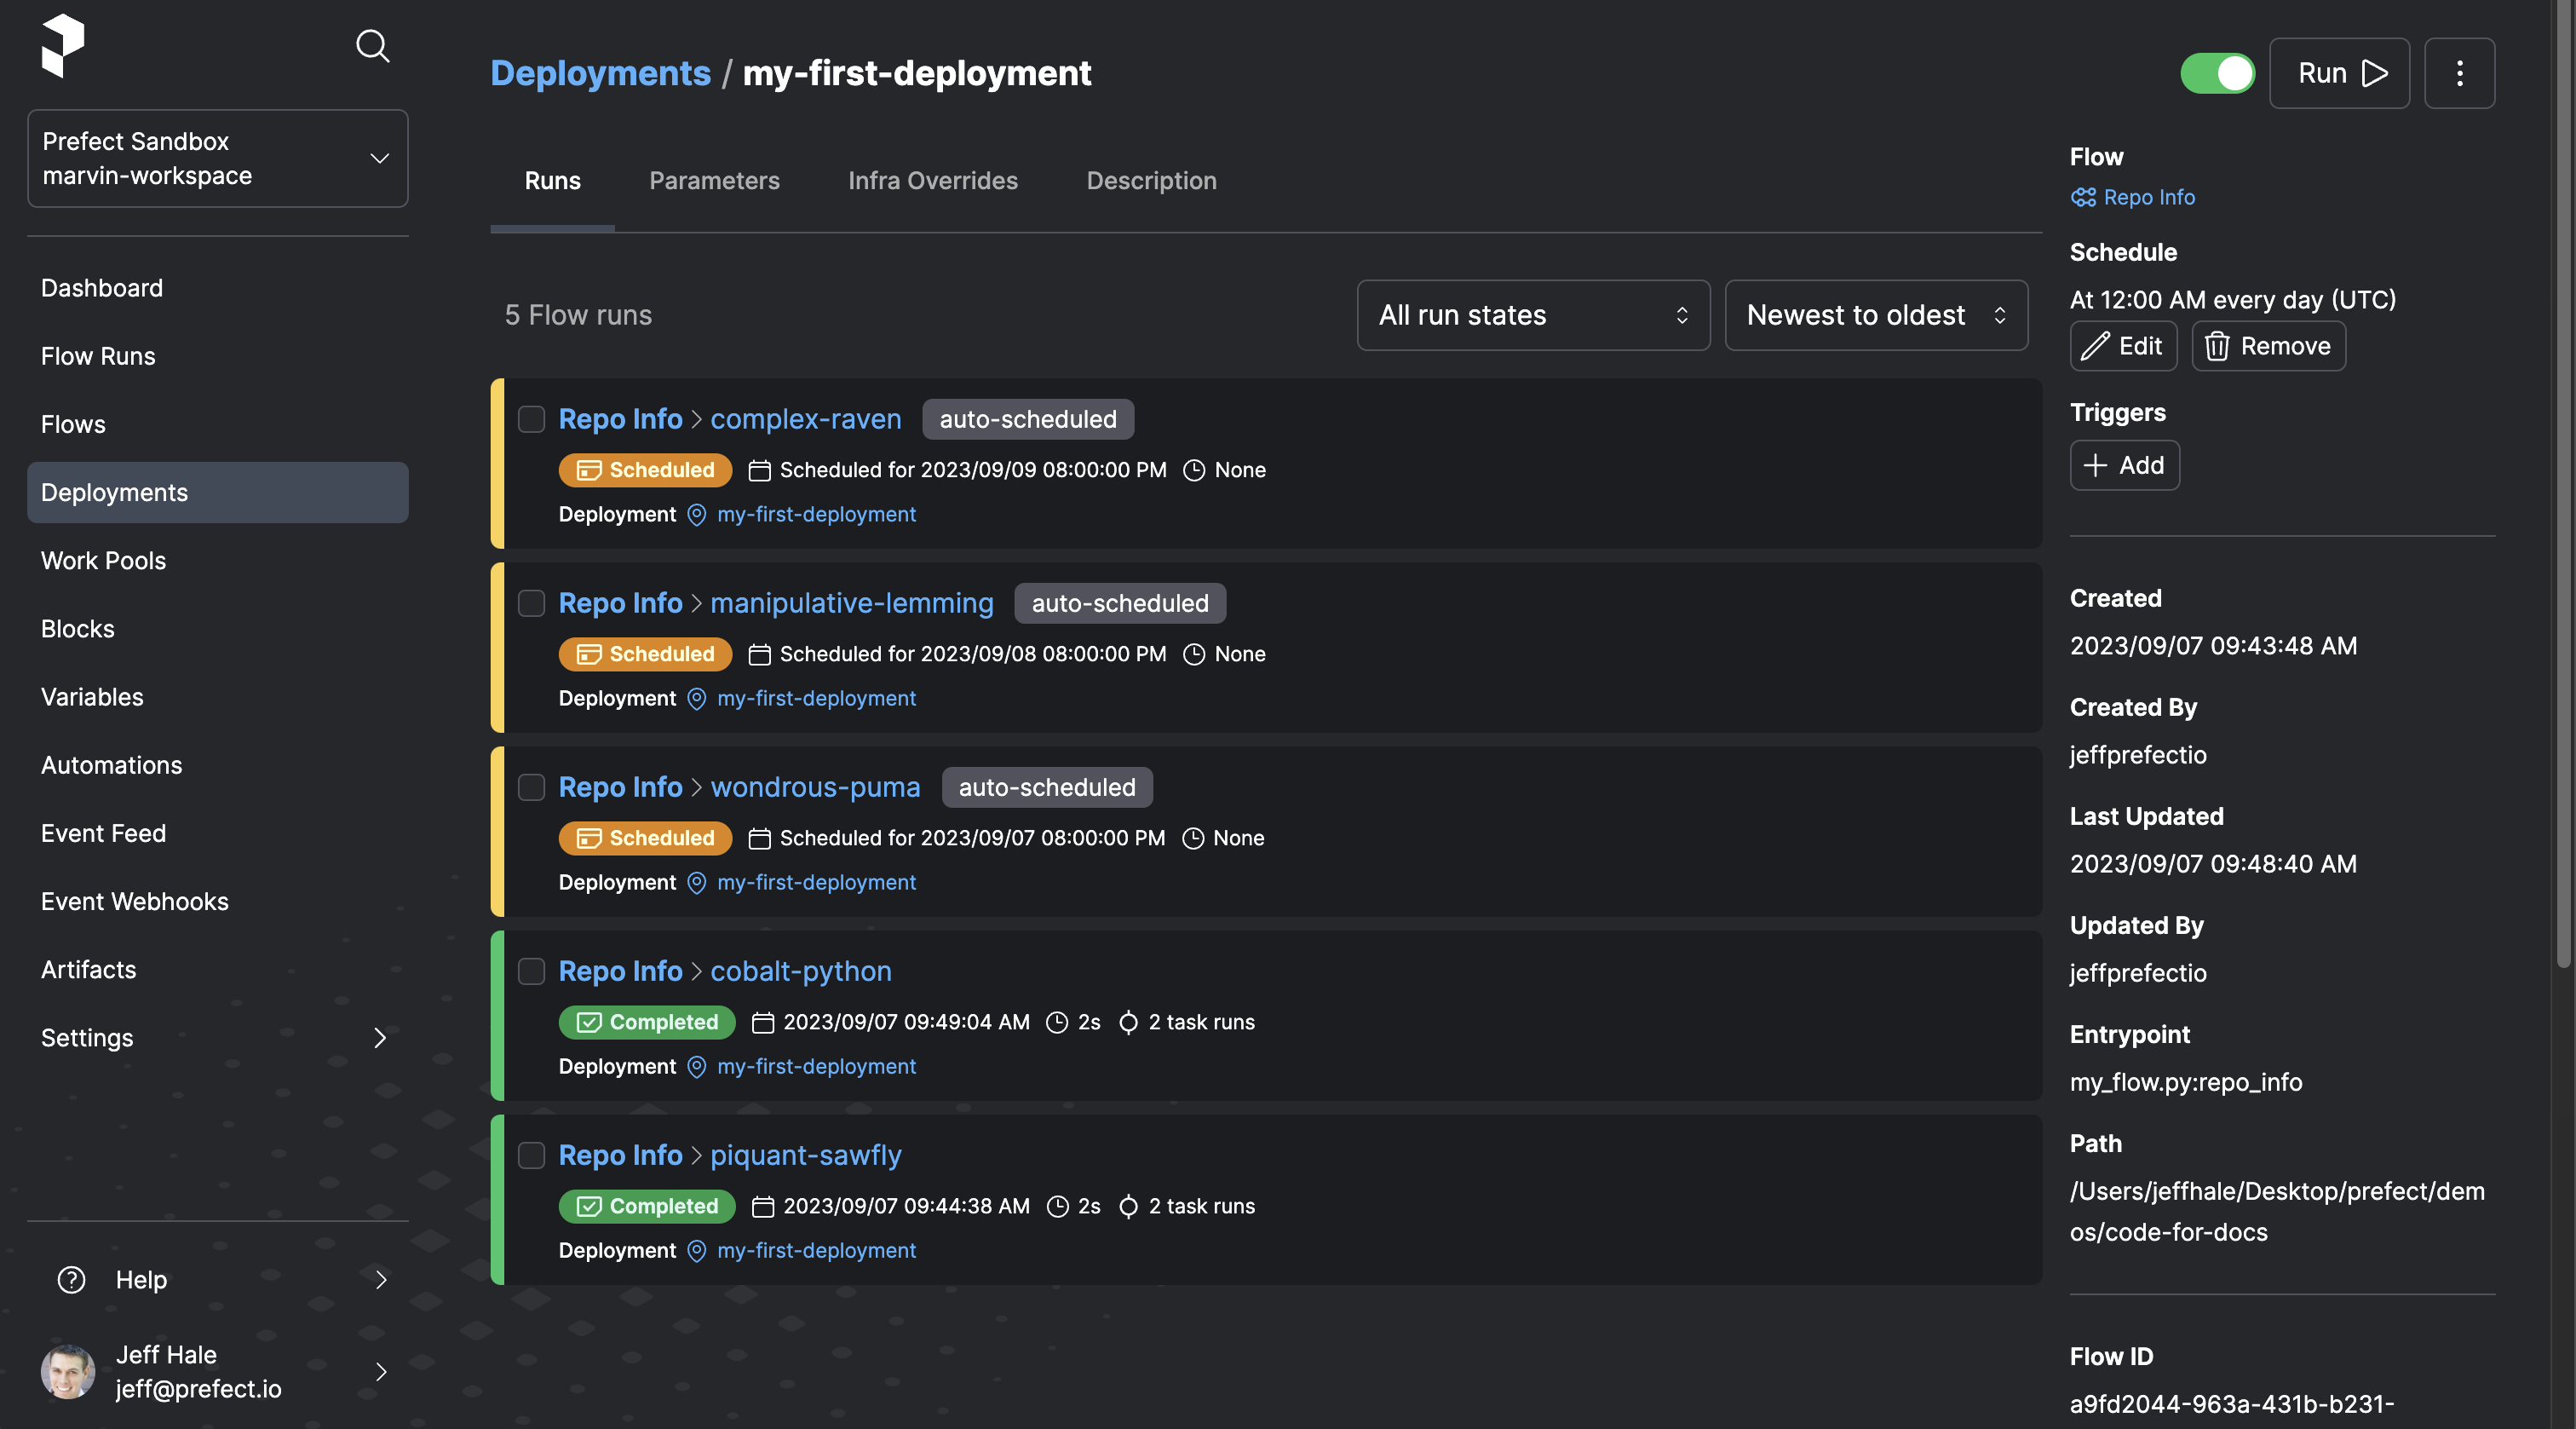 Prefect Sandbox
marvin-workspace
Dashboard
Flow Runs
Flows
Deployments
Work Pools
Blocks
Variables
Automations
Event Feed
Event Webhooks
Artifacts
Settings
Help
Jeff Hale
jeff@prefect.io
Deployments / my-first-deployment
Run
Runs Parameters Infra Overrides Description
5 Flow runs All run states Newest to oldest
Repo Info complex-raven auto-scheduled
Scheduled Scheduled for 2023/09/09 08:00:00 PM None
Deployment my-first-deployment
Repo Info manipulative-lemming auto-scheduled
Scheduled Scheduled for 2023/09/08 08:00:00 PM None
Deployment my-first-deployment
Repo Info wondrous-puma auto-scheduled
Scheduled Scheduled for 2023/09/07 08:00:00 PM None
Deployment my-first-deployment
Repo Info cobalt-python
Completed 2023/09/07 09:49:04 AM 2s 2 task runs
Deployment my-first-deployment
Repo Info piquant-sawfly
Completed 2023/09/07 09:44:38 AM 2s 2 task runs
Deployment my-first-deployment
Flow
Repo Info
Schedule
At 12:00 AM every day (UTC)
Edit Remove
Triggers
Add
Created
2023/09/07 09:43:48 AM
Created By
jeffprefectio
Last Updated
2023/09/07 09:48:40 AM
Updated By
jeffprefectio
Entrypoint
my_flow.py:repo_info
Path
/Users/jeffhale/Desktop/prefect/dem
os/code-for-docs
Flow ID
a9fd2044-963a-431b-b231-